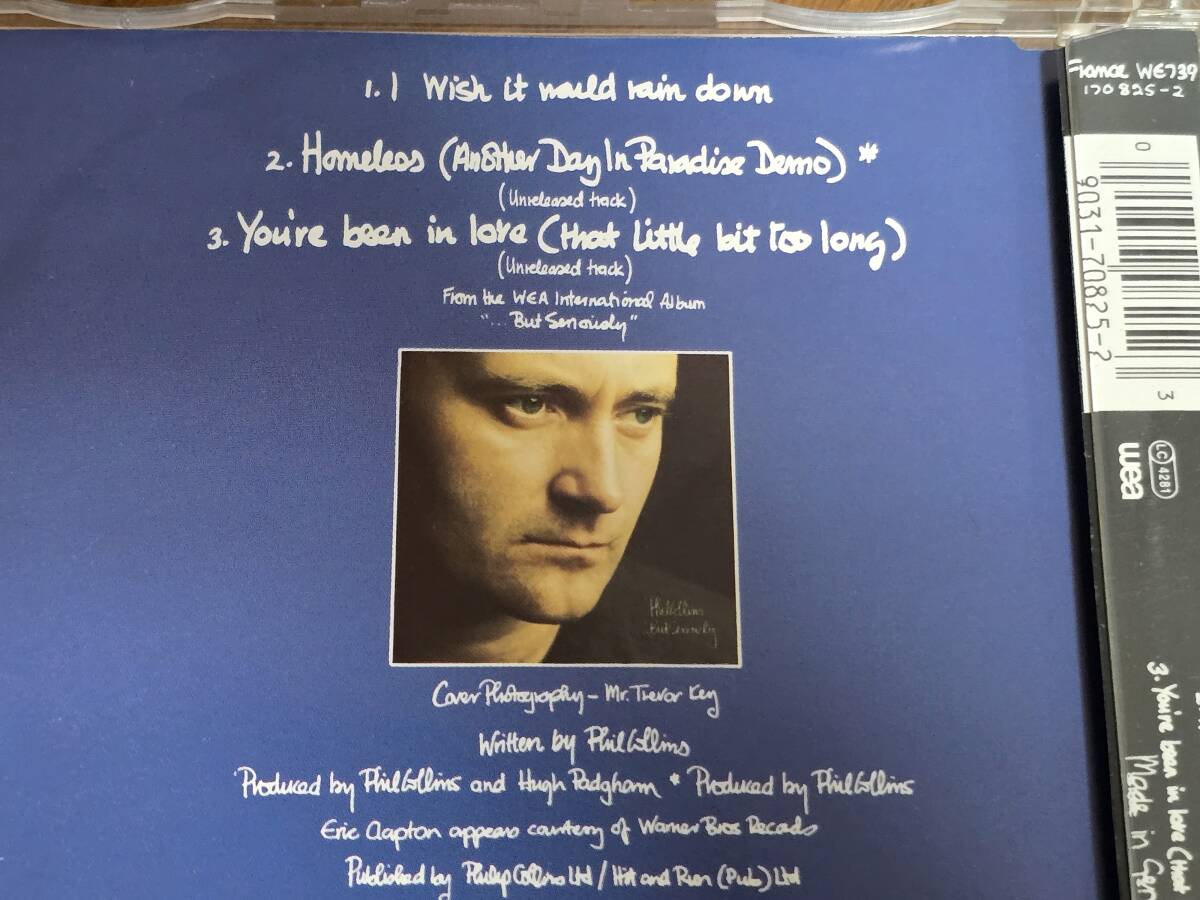 1. I Wish it would rain down
2. Homeless (Another Day In Paradise Demo) *
(Unreleased track)
3. You're been in love (that little bit too long)
(Unreleased track)
From the WEA International Album
"... But Seriously"
Phil Collins
...But Seriously
Cover Photography - Mr. Trevor Key
Written by Phil Collins
Produced by Phil Collins and Hugh Padgham * Produced by Phil Collins
Eric Clapton appears courtesy of Warner Bros Records
Published by Philip Collins Ltd / Hit and Run (Pub) Ltd
France WE739
170 825-2
0
9031-70825-2
3
wea
LC 4281
3. You're been in love (that
Made in Ger